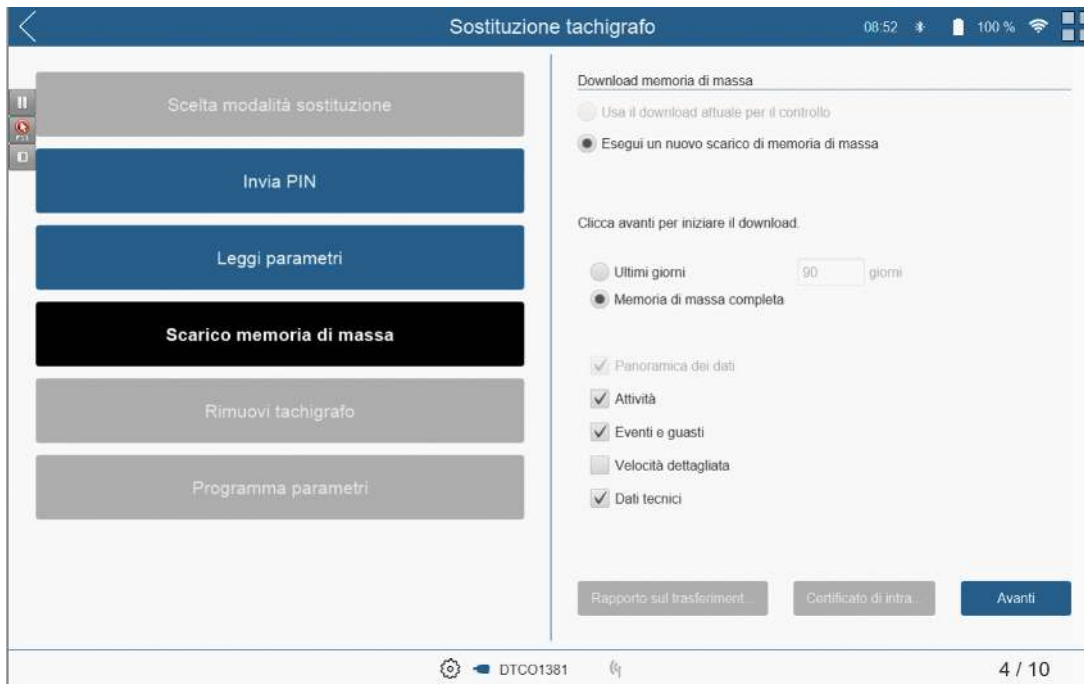 Sostituzione tachigrafo
08:52
100 %
Scelta modalità sostituzione
Invia PIN
Leggi parametri
Scarico memoria di massa
Rimuovi tachigrafo
Programma parametri
Download memoria di massa
Usa il download attuale per il controllo
Esegui un nuovo scarico di memoria di massa
Clicca avanti per iniziare il download.
Ultimi giorni 90 giorni
Memoria di massa completa
Panoramica dei dati
Attività
Eventi e guasti
Velocità dettagliata
Dati tecnici
Rapporto sul trasferiment... Certificato di intra... Avanti
DTCO1381
4 / 10